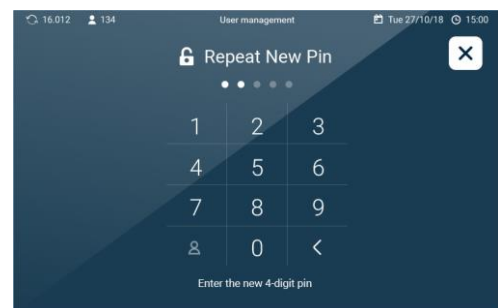 16.012 134 User management Tue 27/10/18 15:00
Repeat New Pin
1 2 3
4 5 6
7 8 9
0
Enter the new 4-digit pin